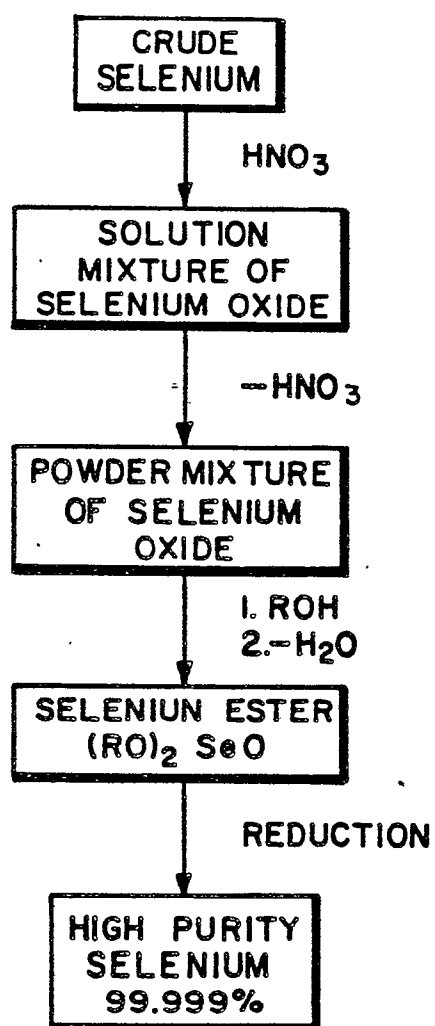 CRUDE
SELENIUM
HNO3
SOLUTION
MIXTURE OF
SELENIUM OXIDE
-HNO3
POWDER MIXTURE
OF SELENIUM
OXIDE
1. ROH
2.-H2O
SELENIUN ESTER
(RO)2 SeO
REDUCTION
HIGH PURITY
SELENIUM
99.999%